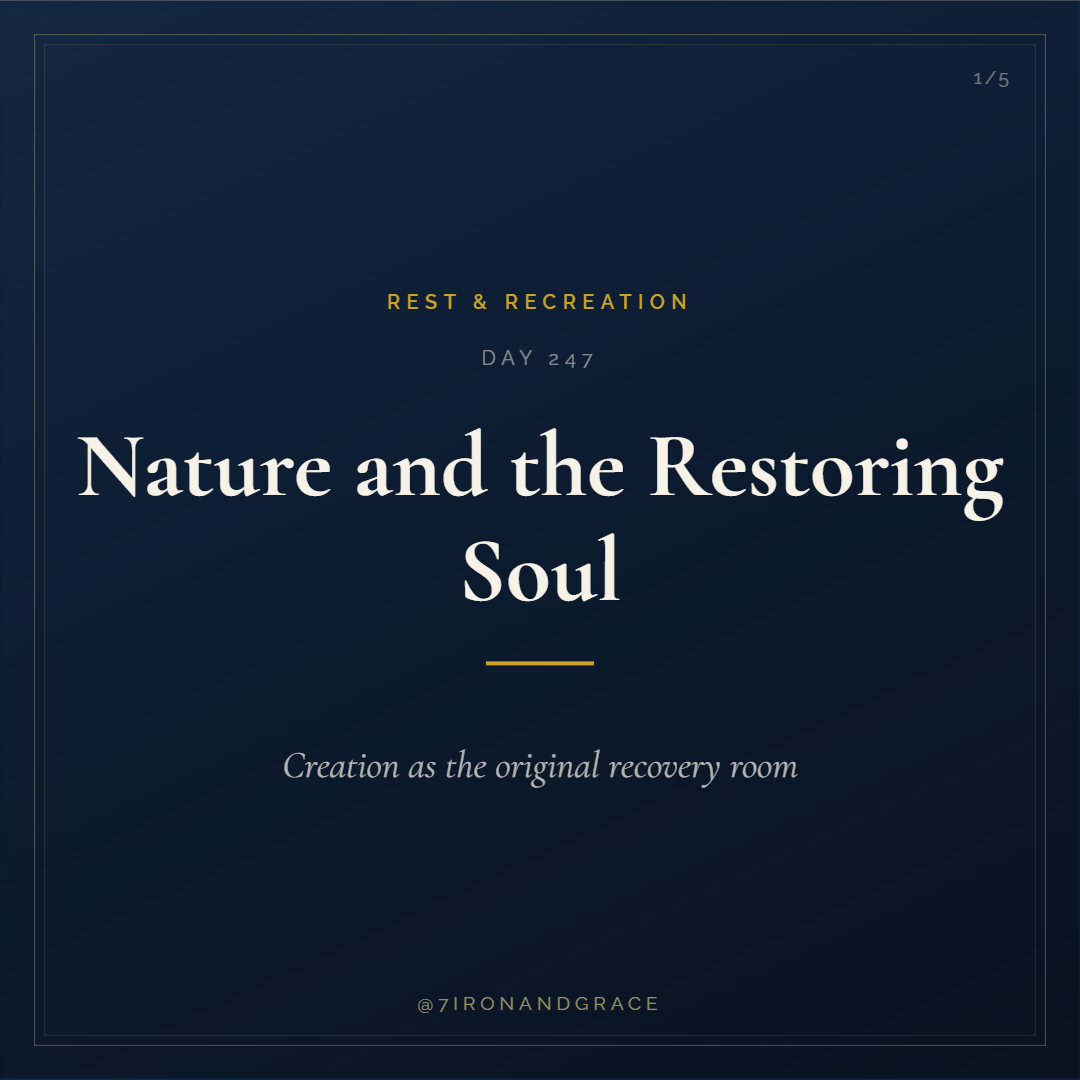 1/5
REST & RECREATION
DAY 247
Nature and the Restoring
Soul
Creation as the original recovery room
@7IRONANDGRACE